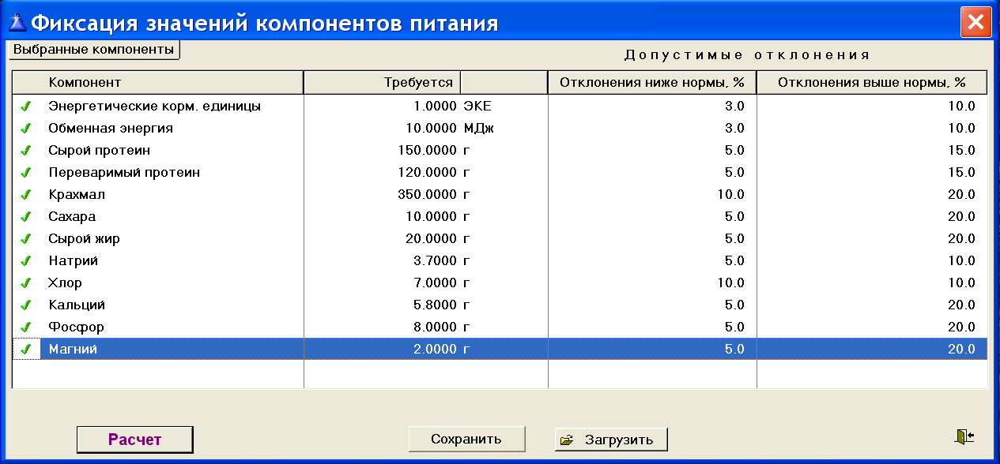 Фиксация значений компонентов питания
Выбранные компоненты
Допустимые отклонения
Компонент Требуется Отклонения ниже нормы, % Отклонения выше нормы, %
Энергетические корм. единицы 1.0000 ЭКЕ 3.0 10.0
Обменная энергия 10.0000 МДж 3.0 10.0
Сырой протеин 150.0000 г 5.0 15.0
Переваримый протеин 120.0000 г 5.0 15.0
Крахмал 350.0000 г 10.0 20.0
Сахара 10.0000 г 5.0 20.0
Сырой жир 20.0000 г 5.0 20.0
Натрий 3.7000 г 5.0 10.0
Хлор 7.0000 г 10.0 10.0
Кальций 5.8000 г 5.0 20.0
Фосфор 8.0000 г 5.0 20.0
Магний 2.0000 г 5.0 20.0
Расчет Сохранить Загрузить